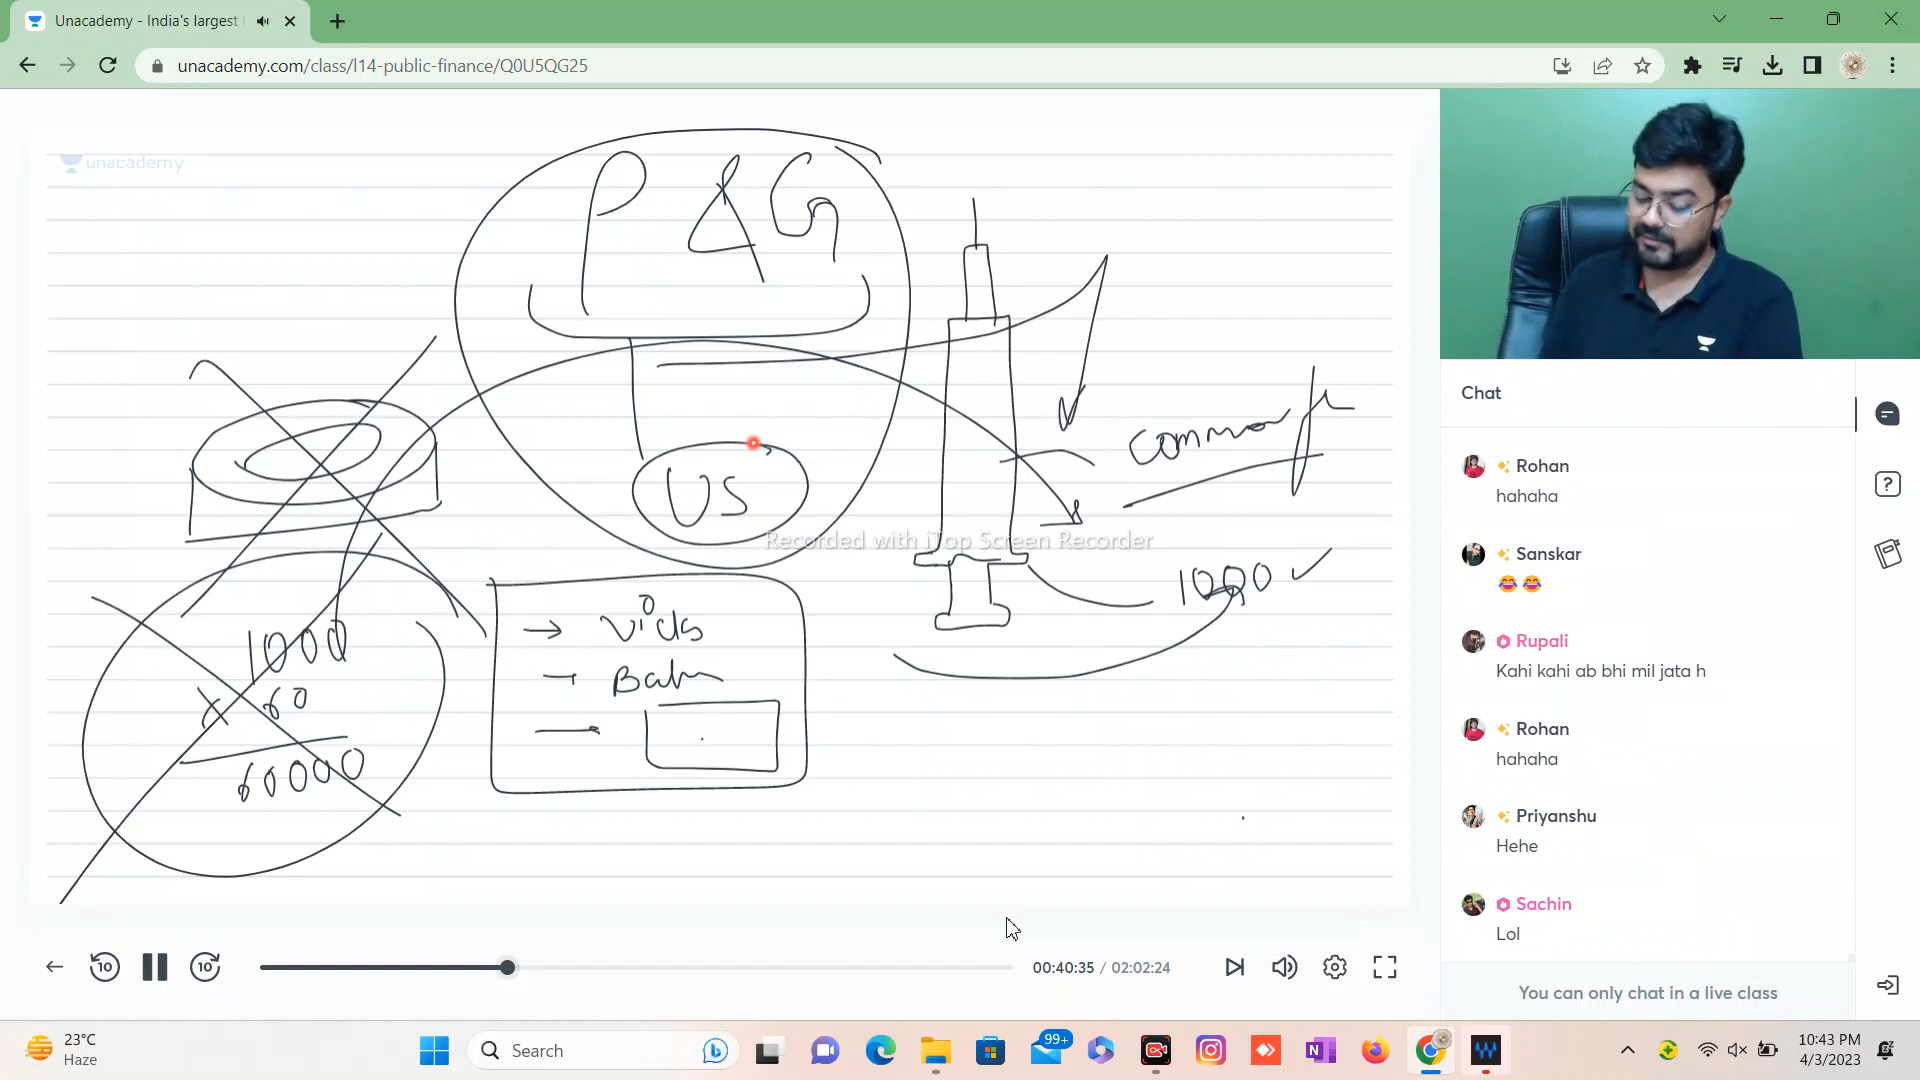 Unacademy - India's largest
unacademy.com/class/l14-public-finance/Q0U5QG25
unacademy
P & G
US
1000
Vicks
Balm
1000
x 60
60000
Recorded with iTop Screen Recorder
Chat
Rohan
hahaha
Sanskar
😂😂
Rupali
Kahi kahi ab bhi mil jata h
Rohan
hahaha
Priyanshu
Hehe
Sachin
Lol
You can only chat in a live class
10
10
00:40:35 / 02:02:24
23°C
Haze
Search
99+
10:43 PM
4/3/2023